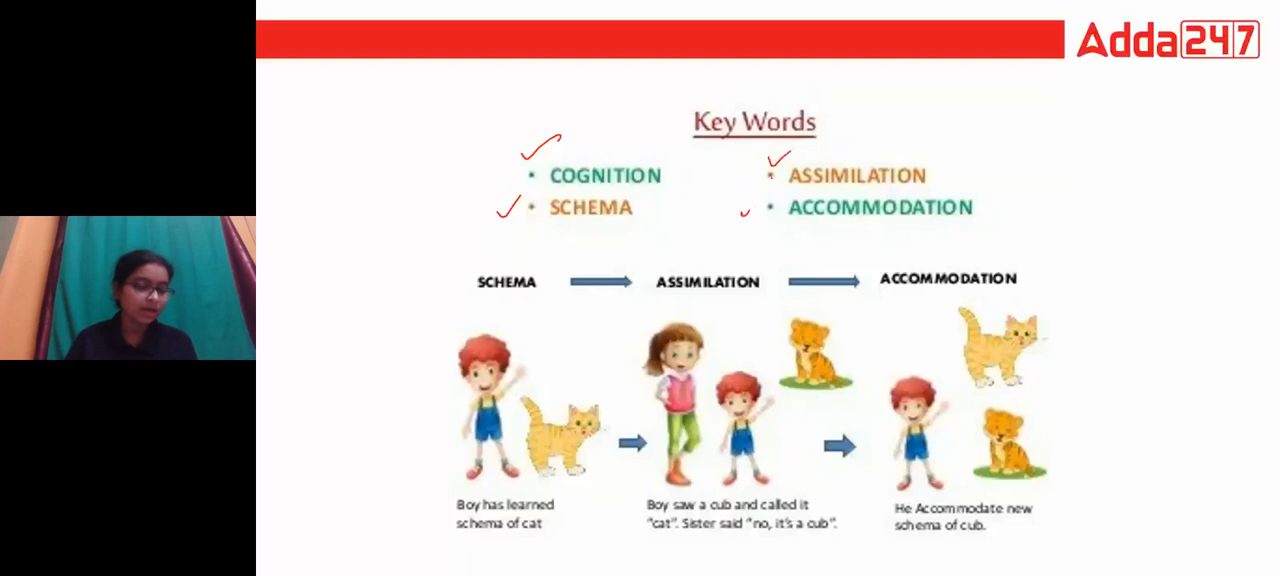 Adda247
Key Words
• COGNITION
• SCHEMA
• ASSIMILATION
• ACCOMMODATION
SCHEMA
ASSIMILATION
ACCOMMODATION
Boy has learned
schema of cat
Boy saw a cub and called it
"cat". Sister said "no, it's a cub".
He Accommodate new
schema of cub.